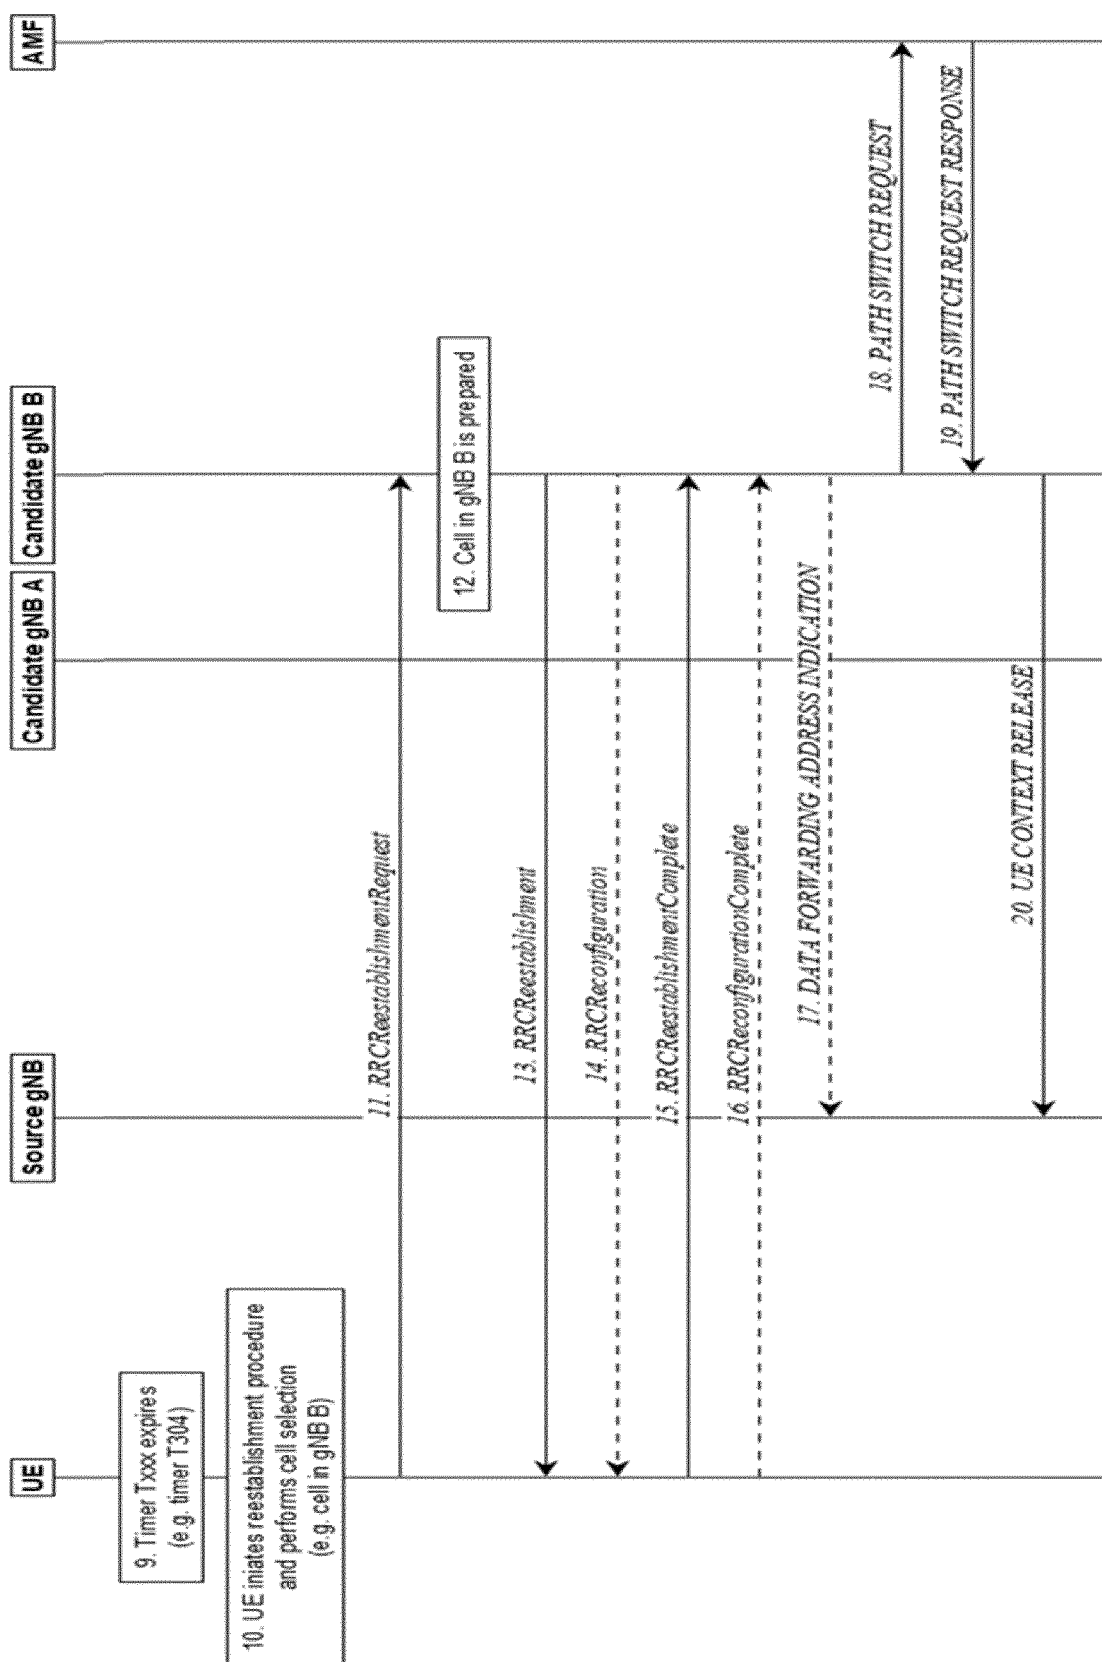 UE
Source gNB
Candidate gNB A
Candidate gNB B
AMF
9. Timer Txxx expires
(e.g. timer T304)
10. UE iniates reestablishment procedure
and performs cell selection
(e.g. cell in gNB B)
11. RRCReestablishmentRequest
12. Cell in gNB B is prepared
13. RRCReestablishment
14. RRCReconfiguration
15. RRCReestablishmentComplete
16. RRCReconfigurationComplete
17. DATA FORWARDING ADDRESS INDICATION
18. PATH SWITCH REQUEST
19. PATH SWITCH REQUEST RESPONSE
20. UE CONTEXT RELEASE